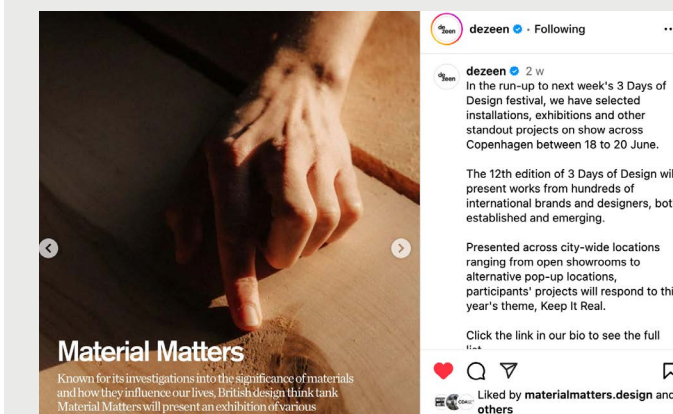 Material Matters
Known for its investigations into the significance of materials
and how they influence our lives, British design think tank
Material Matters will present an exhibition of various
de
zeen
dezeen · Following
de
zeen
dezeen 2 w
In the run-up to next week's 3 Days of
Design festival, we have selected
installations, exhibitions and other
standout projects on show across
Copenhagen between 18 to 20 June.
The 12th edition of 3 Days of Design wil
present works from hundreds of
international brands and designers, bot
established and emerging.
Presented across city-wide locations
ranging from open showrooms to
alternative pop-up locations,
participants' projects will respond to thi
year's theme, Keep It Real.
Click the link in our bio to see the full
list
Liked by materialmatters.design and
others